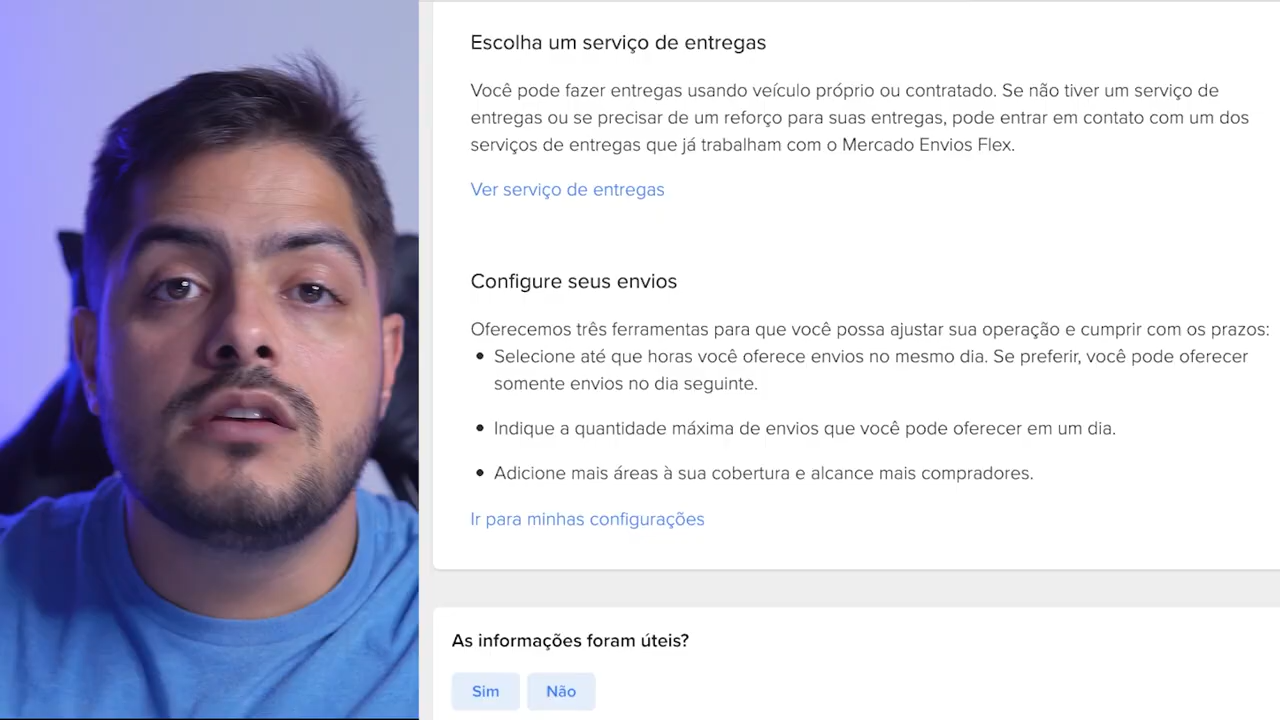 Escolha um serviço de entregas
Você pode fazer entregas usando veículo próprio ou contratado. Se não tiver um serviço de
entregas ou se precisar de um reforço para suas entregas, pode entrar em contato com um dos
serviços de entregas que já trabalham com o Mercado Envios Flex.
Ver serviço de entregas
Configure seus envios
Oferecemos três ferramentas para que você possa ajustar sua operação e cumprir com os prazos:
• Selecione até que horas você oferece envios no mesmo dia. Se preferir, você pode oferecer
somente envios no dia seguinte.
• Indique a quantidade máxima de envios que você pode oferecer em um dia.
• Adicione mais áreas à sua cobertura e alcance mais compradores.
Ir para minhas configurações
As informações foram úteis?
Sim
Não